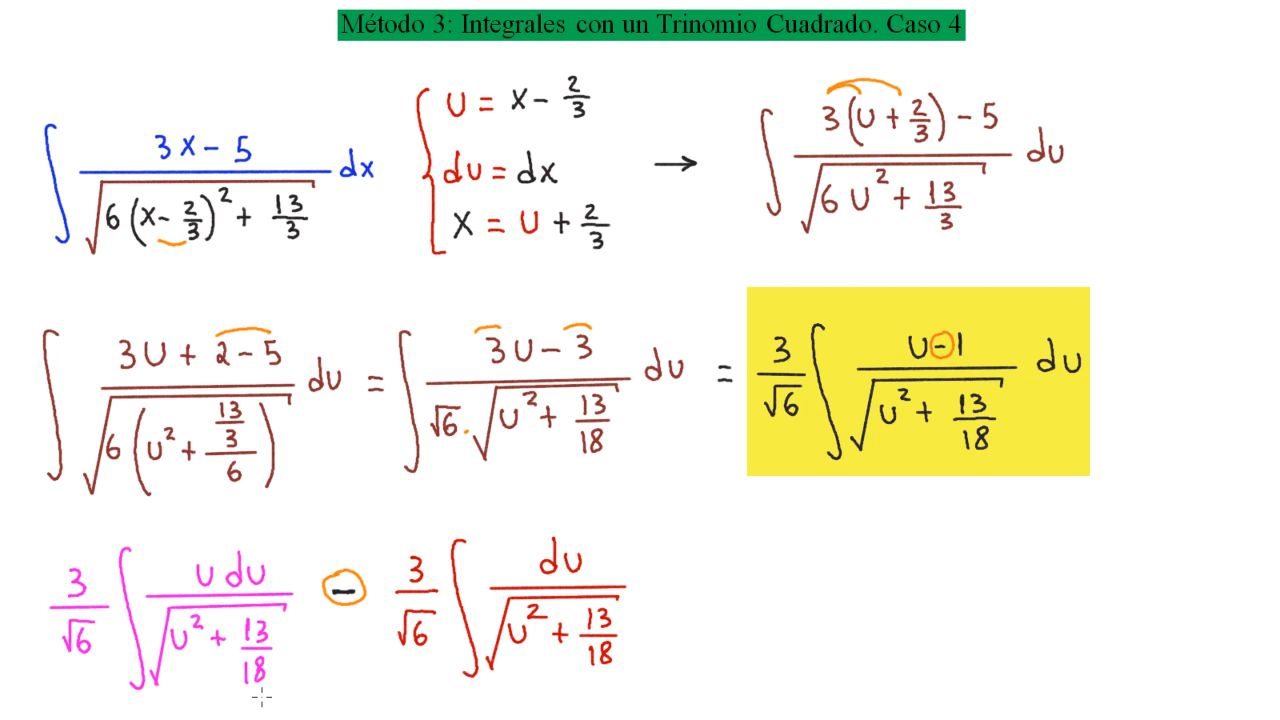 Método 3: Integrales con un Trinomio Cuadrado. Caso 4
∫ (3x − 5) / √(6(x − 2/3)² + 13/3) dx { u = x − 2/3
du = dx
x = u + 2/3
→ ∫ (3(u + 2/3) − 5) / √(6u² + 13/3) du
∫ (3u + 2 − 5) / √(6(u² + (13/3)/6)) du = ∫ (3u − 3) / (√6 · √(u² + 13/18)) du = 3/√6 ∫ (u − 1) / √(u² + 13/18) du
3/√6 ∫ u du / √(u² + 13/18) − 3/√6 ∫ du / √(u² + 13/18)